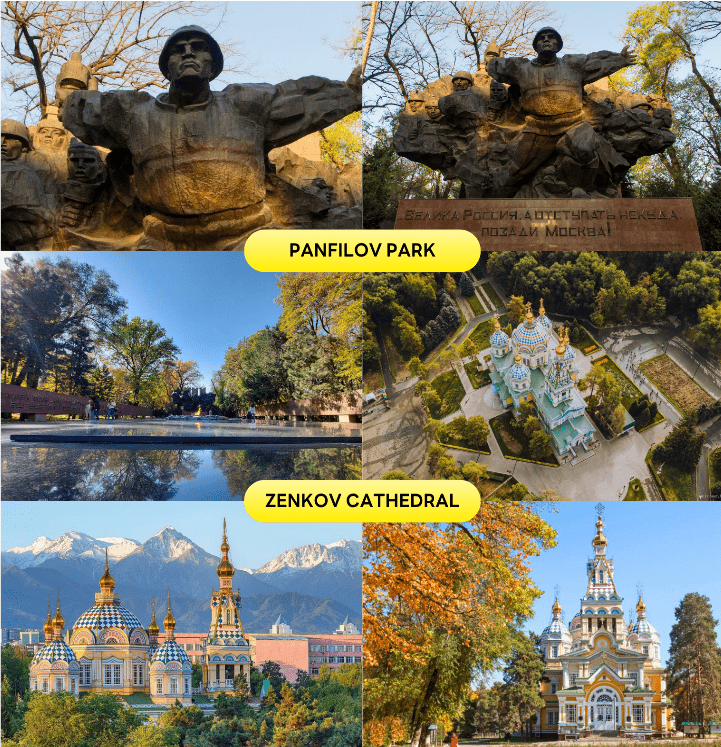 ВЕЛИКА РОССИЯ, А ОТСТУПАТЬ НЕКУДА
ПОЗАДИ МОСКВА!
PANFILOV PARK
ZENKOV CATHEDRAL